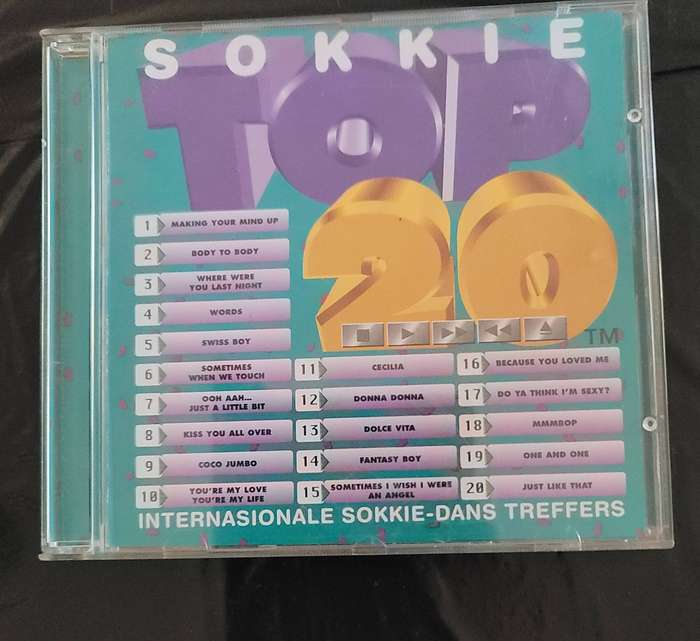 SOKKIE
TOP
20
TM
1 MAKING YOUR MIND UP
2 BODY TO BODY
3 WHERE WERE
YOU LAST NIGHT
4 WORDS
5 SWISS BOY
6 SOMETIMES
WHEN WE TOUCH
7 OOH AAH...
JUST A LITTLE BIT
8 KISS YOU ALL OVER
9 COCO JUMBO
10 YOU'RE MY LOVE
YOU'RE MY LIFE
11 CECILIA
12 DONNA DONNA
13 DOLCE VITA
14 FANTASY BOY
15 SOMETIMES I WISH I WERE
AN ANGEL
16 BECAUSE YOU LOVED ME
17 DO YA THINK I'M SEXY?
18 MMMBOP
19 ONE AND ONE
20 JUST LIKE THAT
INTERNASIONALE SOKKIE-DANS TREFFERS